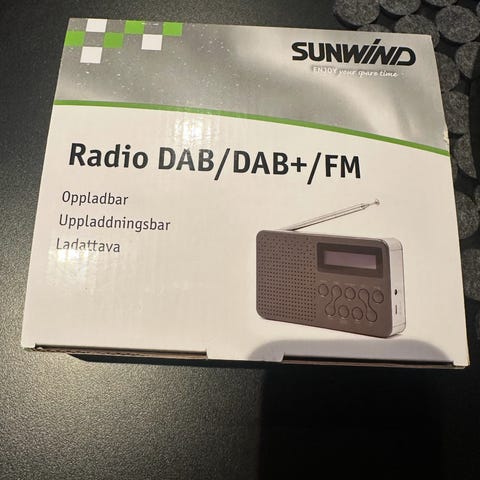 SUNWIND
ENJOY your spare time
Radio DAB/DAB+/FM
Oppladbar
Uppladdningsbar
Ladattava